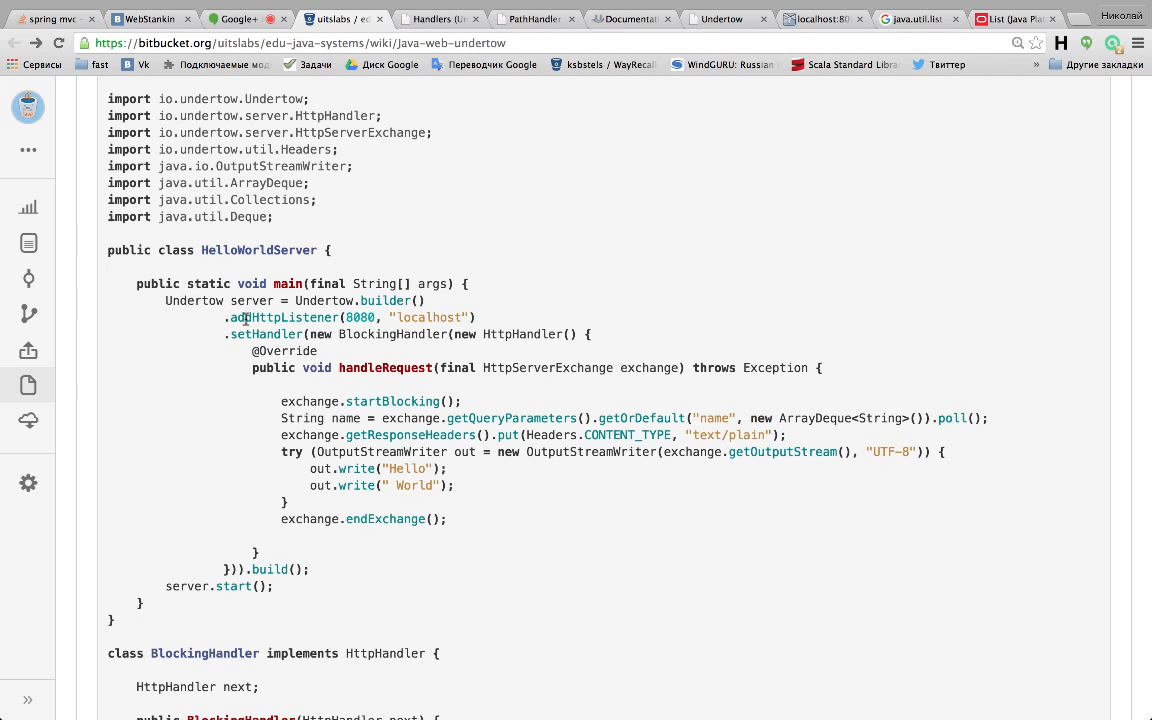 spring mvc -
WebStankin
Google+
uitslabs / ed
Handlers (Un
PathHandler
Documentat
Undertow
localhost:80
java.util.list
List (Java Pla
Николай
https://bitbucket.org/uitslabs/edu-java-systems/wiki/Java-web-undertow
Сервисы
fast
Vk
Подключаемые мод
Задачи
Диск Google
Переводчик Google
ksbstels / WayRecall
WindGURU: Russian
Scala Standard Libra
Твиттер
»
Другие закладки
import io.undertow.Undertow;
import io.undertow.server.HttpHandler;
import io.undertow.server.HttpServerExchange;
import io.undertow.util.Headers;
import java.io.OutputStreamWriter;
import java.util.ArrayDeque;
import java.util.Collections;
import java.util.Deque;
public class HelloWorldServer {
public static void main(final String[] args) {
Undertow server = Undertow.builder()
.addHttpListener(8080, "localhost")
.setHandler(new BlockingHandler(new HttpHandler() {
@Override
public void handleRequest(final HttpServerExchange exchange) throws Exception {
exchange.startBlocking();
String name = exchange.getQueryParameters().getOrDefault("name", new ArrayDeque<String>()).poll();
exchange.getResponseHeaders().put(Headers.CONTENT_TYPE, "text/plain");
try (OutputStreamWriter out = new OutputStreamWriter(exchange.getOutputStream(), "UTF-8")) {
out.write("Hello");
out.write(" World");
}
exchange.endExchange();
}
})).build();
server.start();
}
}
class BlockingHandler implements HttpHandler {
HttpHandler next;
public BlockingHandler(HttpHandler next) {